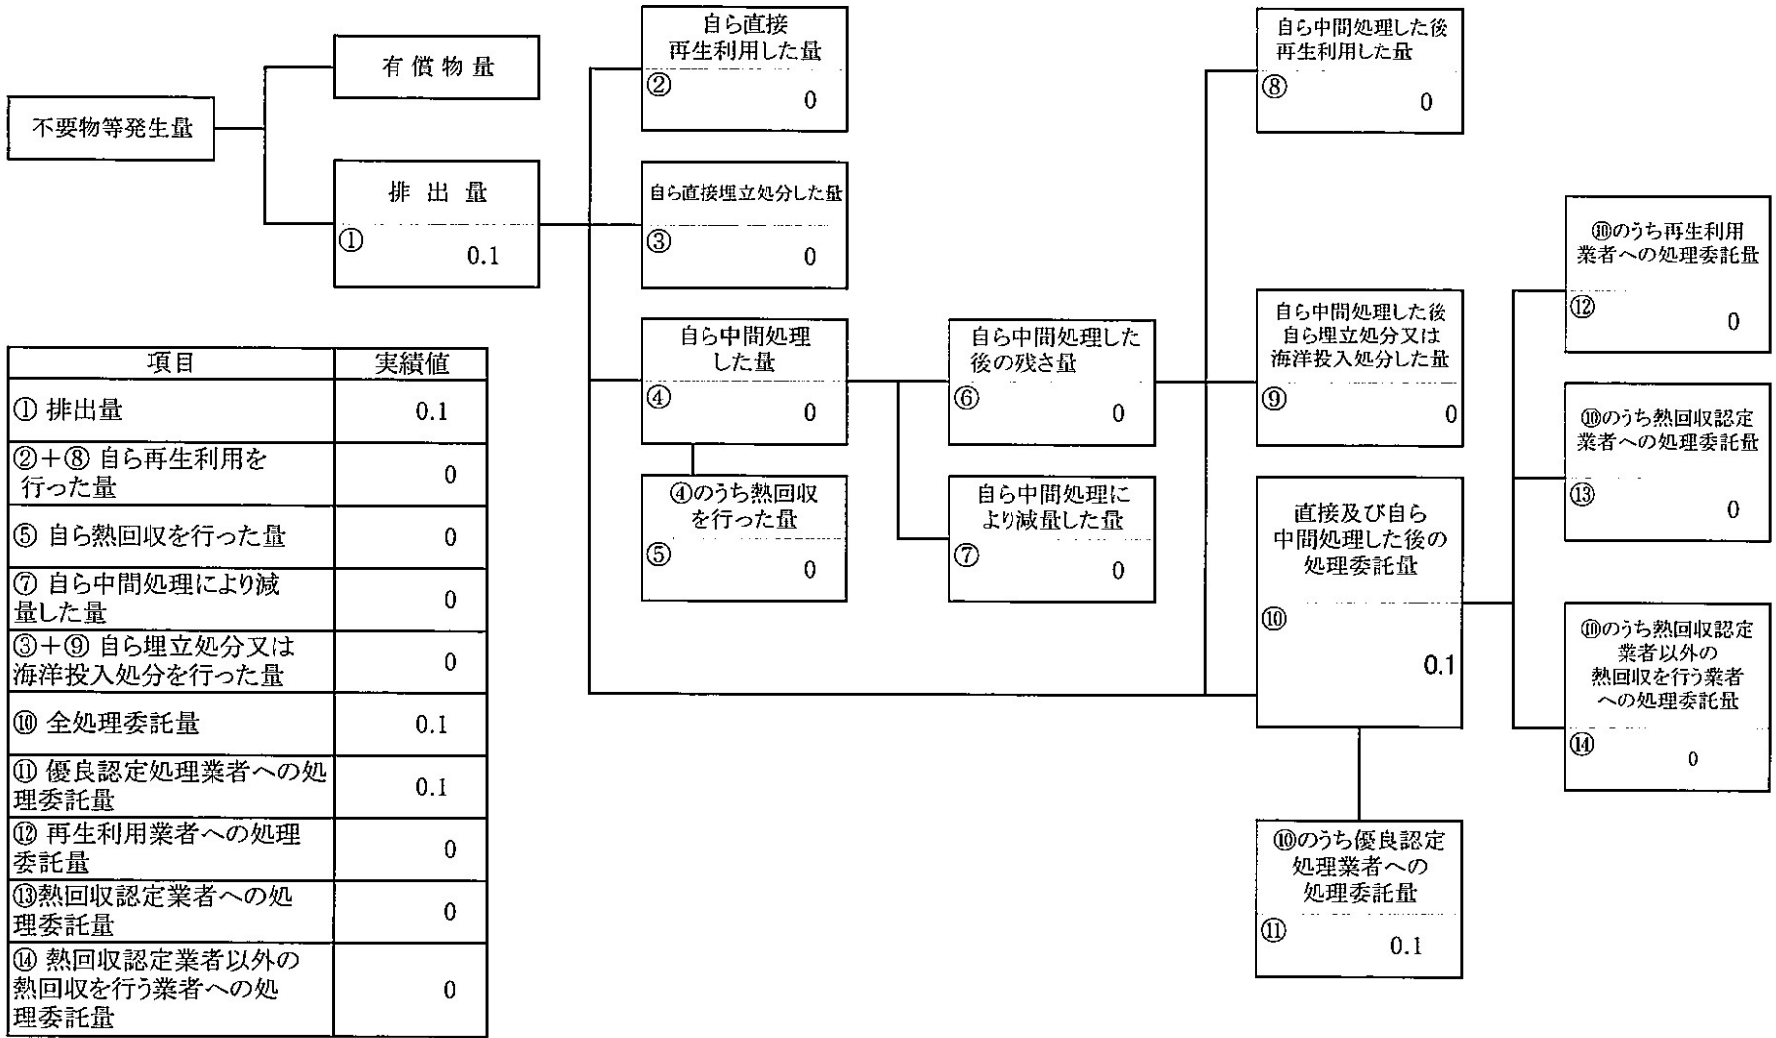 不要物等発生量
有償物量
排出量
①
0.1
自ら直接
再生利用した量
②
0
自ら直接埋立処分した量
③
0
自ら中間処理
した量
④
0
④のうち熱回収
を行った量
⑤
0
自ら中間処理した
後の残さ量
⑥
0
自ら中間処理に
より減量した量
⑦
0
自ら中間処理した後
再生利用した量
⑧
0
自ら中間処理した後
自ら埋立処分又は
海洋投入処分した量
⑨
0
直接及び自ら
中間処理した後の
処理委託量
⑩
0.1
⑩のうち優良認定
処理業者への
処理委託量
⑪
0.1
⑩のうち再生利用
業者への処理委託量
⑫
0
⑩のうち熱回収認定
業者への処理委託量
⑬
0
⑩のうち熱回収認定
業者以外の
熱回収を行う業者
への処理委託量
⑭
0
項目 実績値
① 排出量 0.1
②+⑧ 自ら再生利用を
行った量 0
⑤ 自ら熱回収を行った量 0
⑦ 自ら中間処理により減
量した量 0
③+⑨ 自ら埋立処分又は
海洋投入処分を行った量 0
⑩ 全処理委託量 0.1
⑪ 優良認定処理業者への処
理委託量 0.1
⑫ 再生利用業者への処理
委託量 0
⑬熱回収認定業者への処
理委託量 0
⑭ 熱回収認定業者以外の
熱回収を行う業者への処
理委託量 0